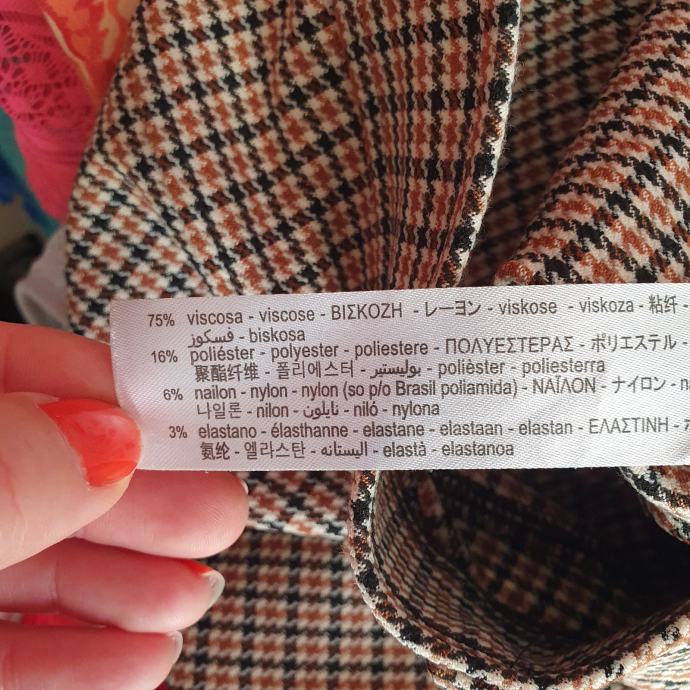 75% viscosa - viscose - ΒΙΣΚΟΖΗ - レーヨン - viskose - viskoza - 粘纤 -
فسكوز - biskosa
16% poliéster - polyester - poliestere - ΠΟΛΥΕΣΤΕΡΑΣ - ポリエステル -
聚酯纤维 - 폴리에스터 - بوليستير - polièster - poliesterra
6% nailon - nylon - nylon (so p/o Brasil poliamida) - ΝΑΪΛΟΝ - ナイロン -
나일론 - nilon - نايلون - niló - nylona
3% elastano - élasthanne - elastane - elastaan - elastan - ΕΛΑΣΤΙΝΗ -
氨纶 - 엘라스탄 - اليستانه - elastà - elastanoa